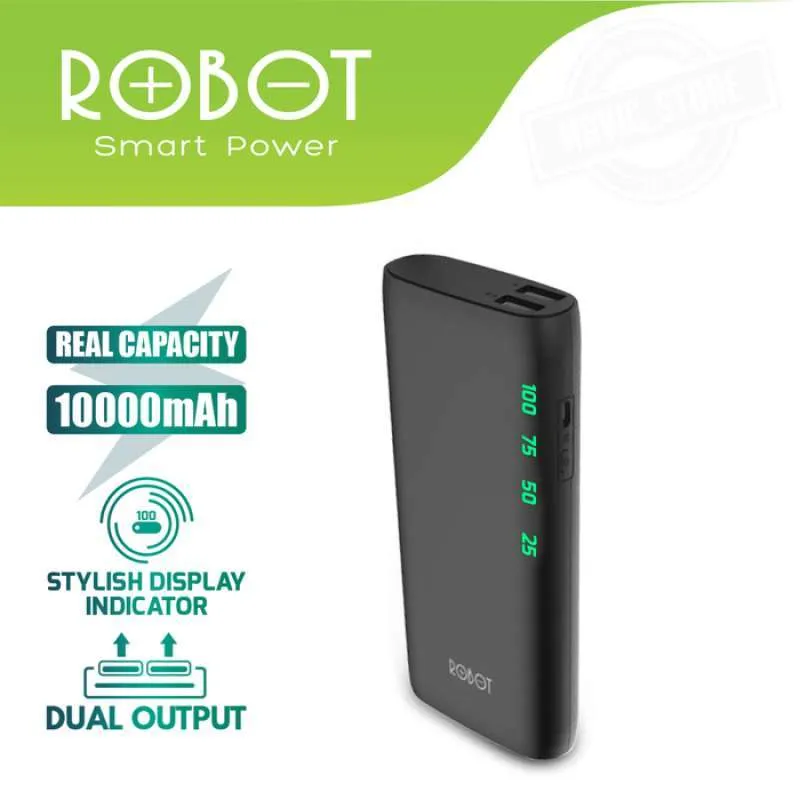 ROBOT
Smart Power
REAL CAPACITY
10000mAh
100
STYLISH DISPLAY
INDICATOR
DUAL OUTPUT
100
75
50
25
ROBOT